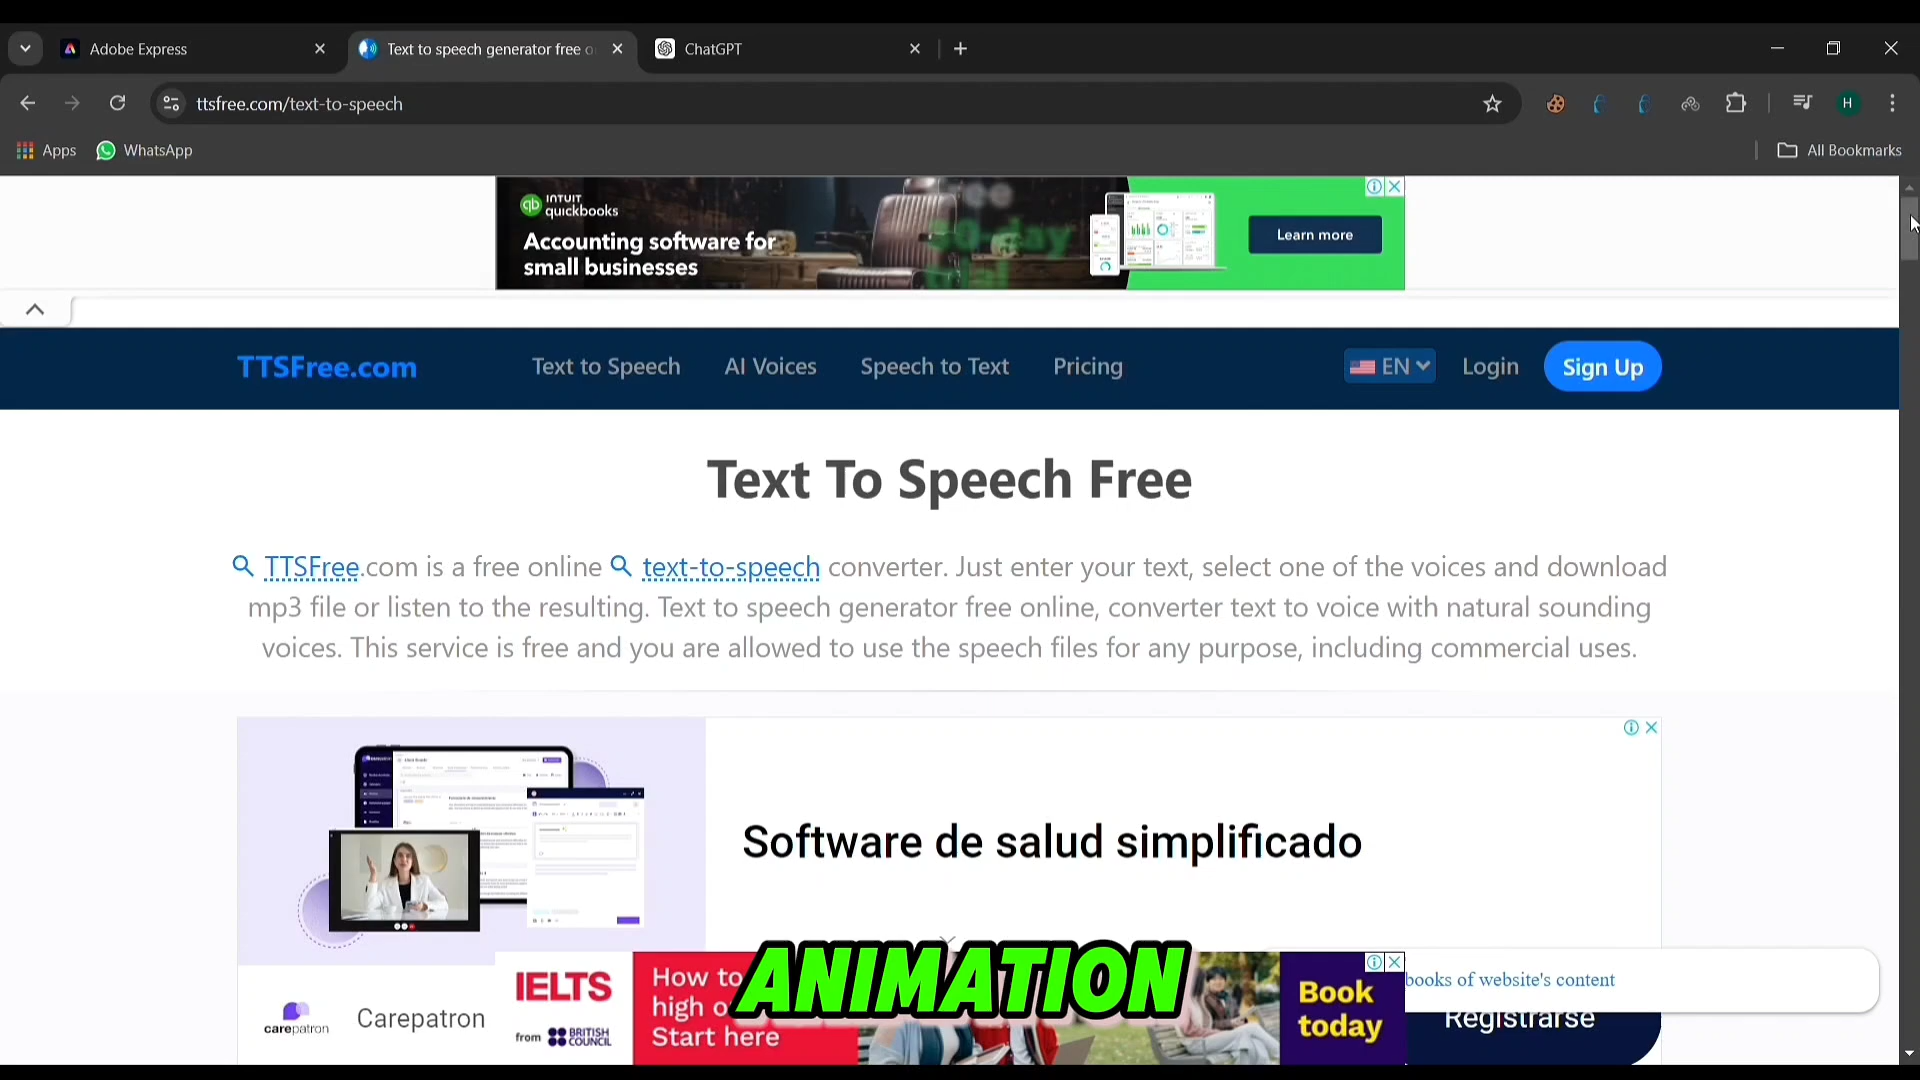 Adobe Express
Text to speech generator free o
ChatGPT
ttsfree.com/text-to-speech
H
Apps
WhatsApp
All Bookmarks
qb INTUIT
quickbooks
Accounting software for
small businesses
30-day
Learn more
TTSFree.com
Text to Speech
AI Voices
Speech to Text
Pricing
EN
Login
Sign Up
Text To Speech Free
TTSFree.com is a free online text-to-speech converter. Just enter your text, select one of the voices and download
mp3 file or listen to the resulting. Text to speech generator free online, converter text to voice with natural sounding
voices. This service is free and you are allowed to use the speech files for any purpose, including commercial uses.
Software de salud simplificado
carepatron
Carepatron
IELTS
from BRITISH
COUNCIL
How to
high
Start here
ANIMATION
Book
today
books of website's content
Registrarse